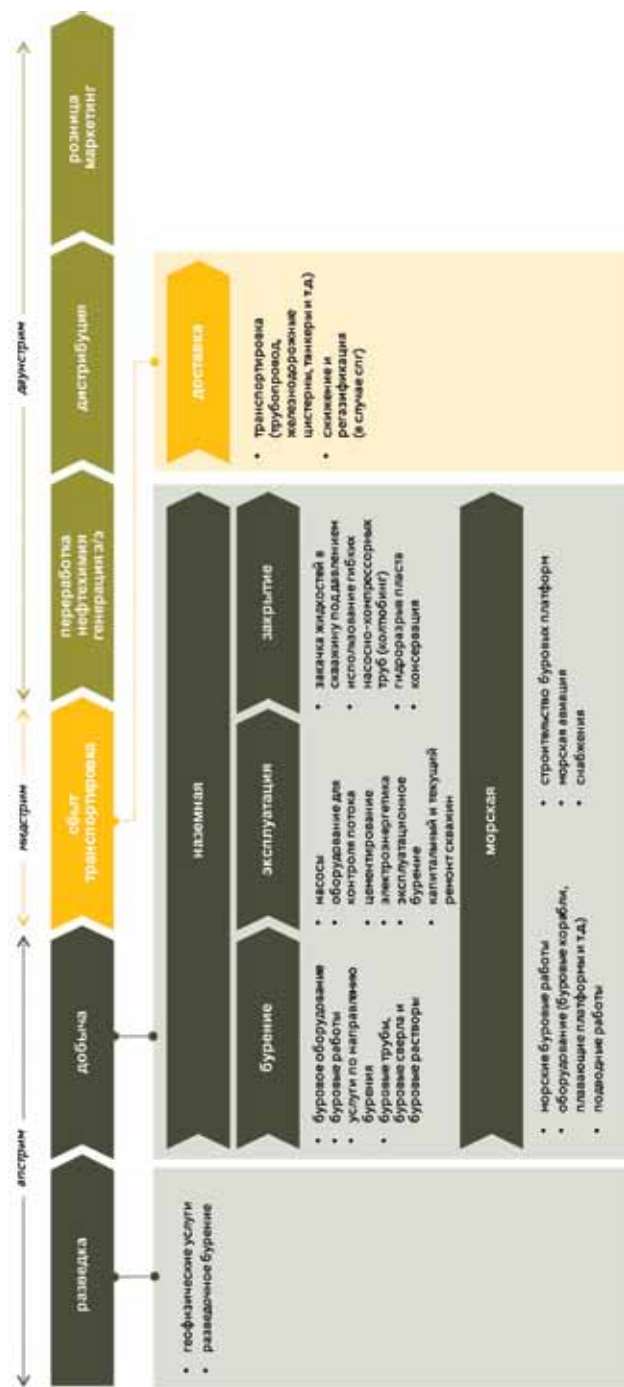 апстрим
мидстрим
даунстрим
разведка
добыча
сбыт
транспортировка
переработка
нефтехимия
генерация э/э
дистрибуция
розница
маркетинг
• геофизические услуги
• разведочное бурение
наземная
бурение
• буровое оборудование
• буровые работы
• услуги по направлению
бурения
• буровые трубы,
буровые сверла и
буровые растворы
эксплуатация
• насосы
• оборудование для
контроля потока
• цементирование
• электроэнергетика
• эксплуатационное
бурение
• капитальный и текущий
ремонт скважин
закрытие
• закачка жидкостей в
скважину под давлением
• использование гибких
насосно-компрессорных
труб (колтюбинг)
• гидроразрыв пласта
• консервация
морская
• морские буровые работы
• оборудование (буровые корабли,
плавающие платформы и т.д.)
• подводные работы
• строительство буровых платформ
• морская авиация
• снабжения
доставка
• транспортировка
(трубопровод,
железнодорожные
цистерны, танкеры и т.д.)
• сжижение и
регазификация
(в случае спг)